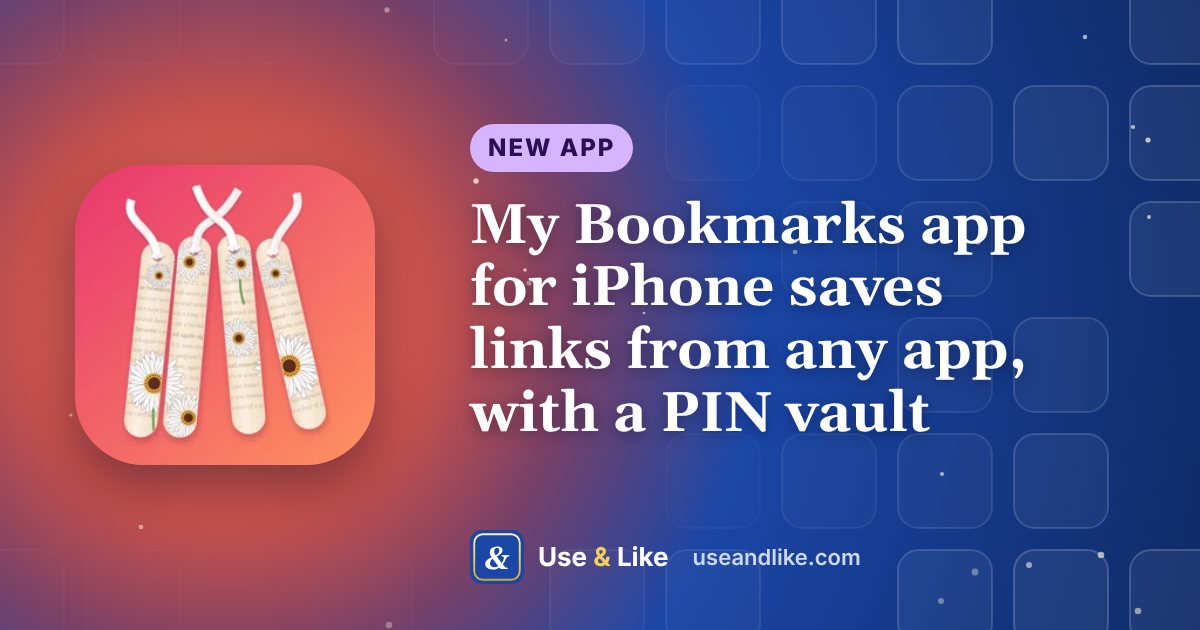 NEW APP
My Bookmarks app
for iPhone saves
links from any app,
with a PIN vault
&
Use & Like
useandlike.com